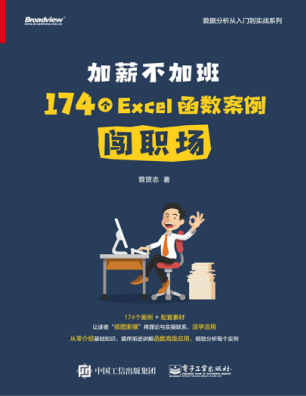 Broadview®
数据分析从入门到实战系列
加薪不加班
174个Excel函数案例
闯职场
曾贤志 著
174个案例 + 配套素材
让读者“按图索骥”将理论与实操联系、活学活用
从零介绍基础知识，循序渐进讲解函数高级应用，细致分析每个实例
中国工信出版集团
电子工业出版社